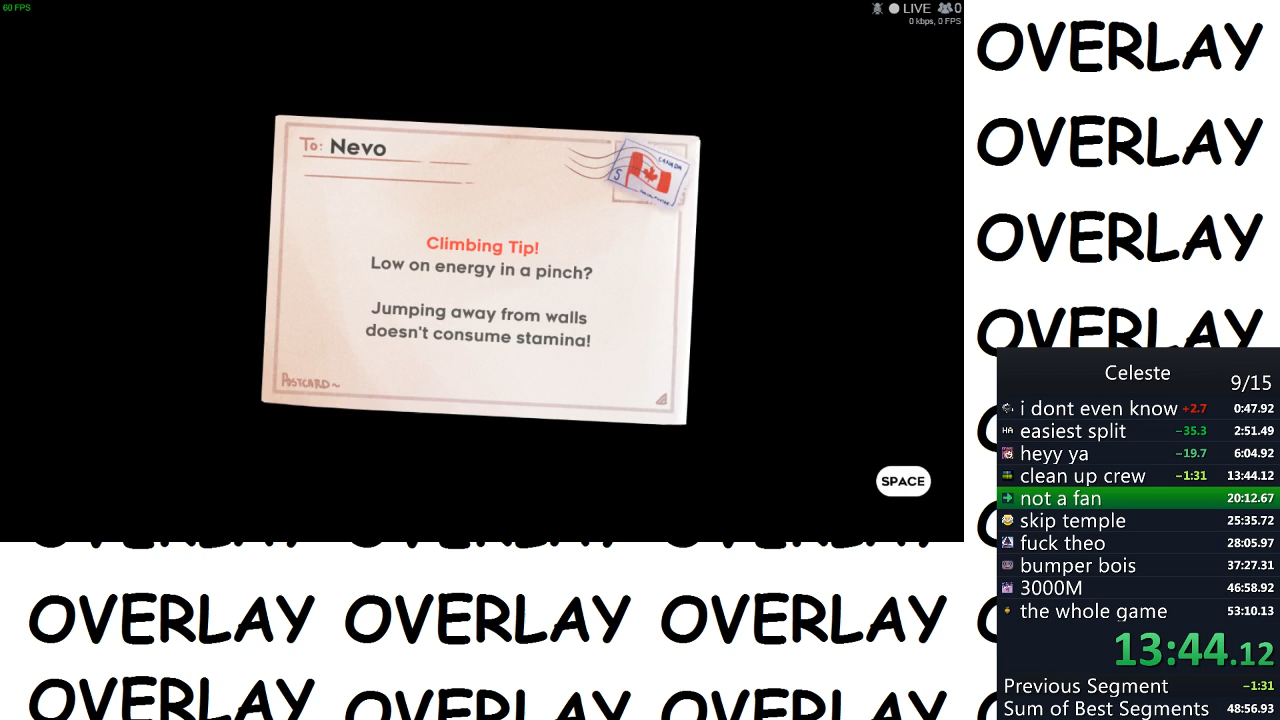 60 FPS
LIVE 0
0 kbps, 0 FPS
To: Nevo
CANADA
5
Climbing Tip!
Low on energy in a pinch?
Jumping away from walls
doesn't consume stamina!
POSTCARD~
SPACE
OVERLAY
OVERLAY
OVERLAY
OVERLAY
Celeste
9/15
i dont even know +2.7 0:47.92
easiest split -35.3 2:51.49
heyy ya -19.7 6:04.92
clean up crew -1:31 13:44.12
not a fan 20:12.67
skip temple 25:35.72
fuck theo 28:05.97
bumper bois 37:27.31
3000M 46:58.92
the whole game 53:10.13
13:44.12
Previous Segment -1:31
Sum of Best Segments 48:56.93
OVERLAY OVERLAY OVERLAY
OVERLAY OVERLAY OVERLAY